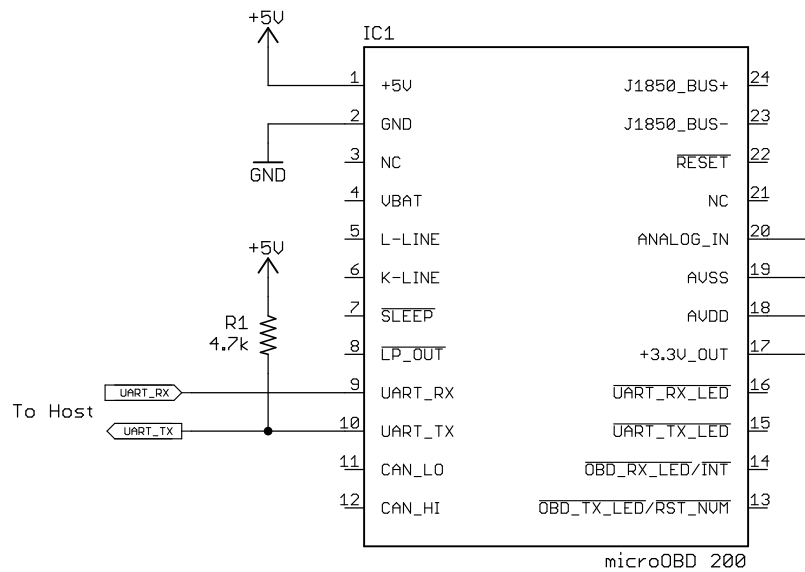 +5V
IC1
1 +5V J1850_BUS+ 24
2 GND J1850_BUS- 23
3 NC RESET 22
GND
4 VBAT NC 21
5 L-LINE ANALOG_IN 20
+5V
6 K-LINE AVSS 19
7 SLEEP AVDD 18
R1
4.7k
8 LP_OUT +3.3V_OUT 17
9 UART_RX UART_RX_LED 16
UART_RX
To Host
10 UART_TX UART_TX_LED 15
UART_TX
11 CAN_LO OBD_RX_LED/INT 14
12 CAN_HI OBD_TX_LED/RST_NVM 13
microOBD 200